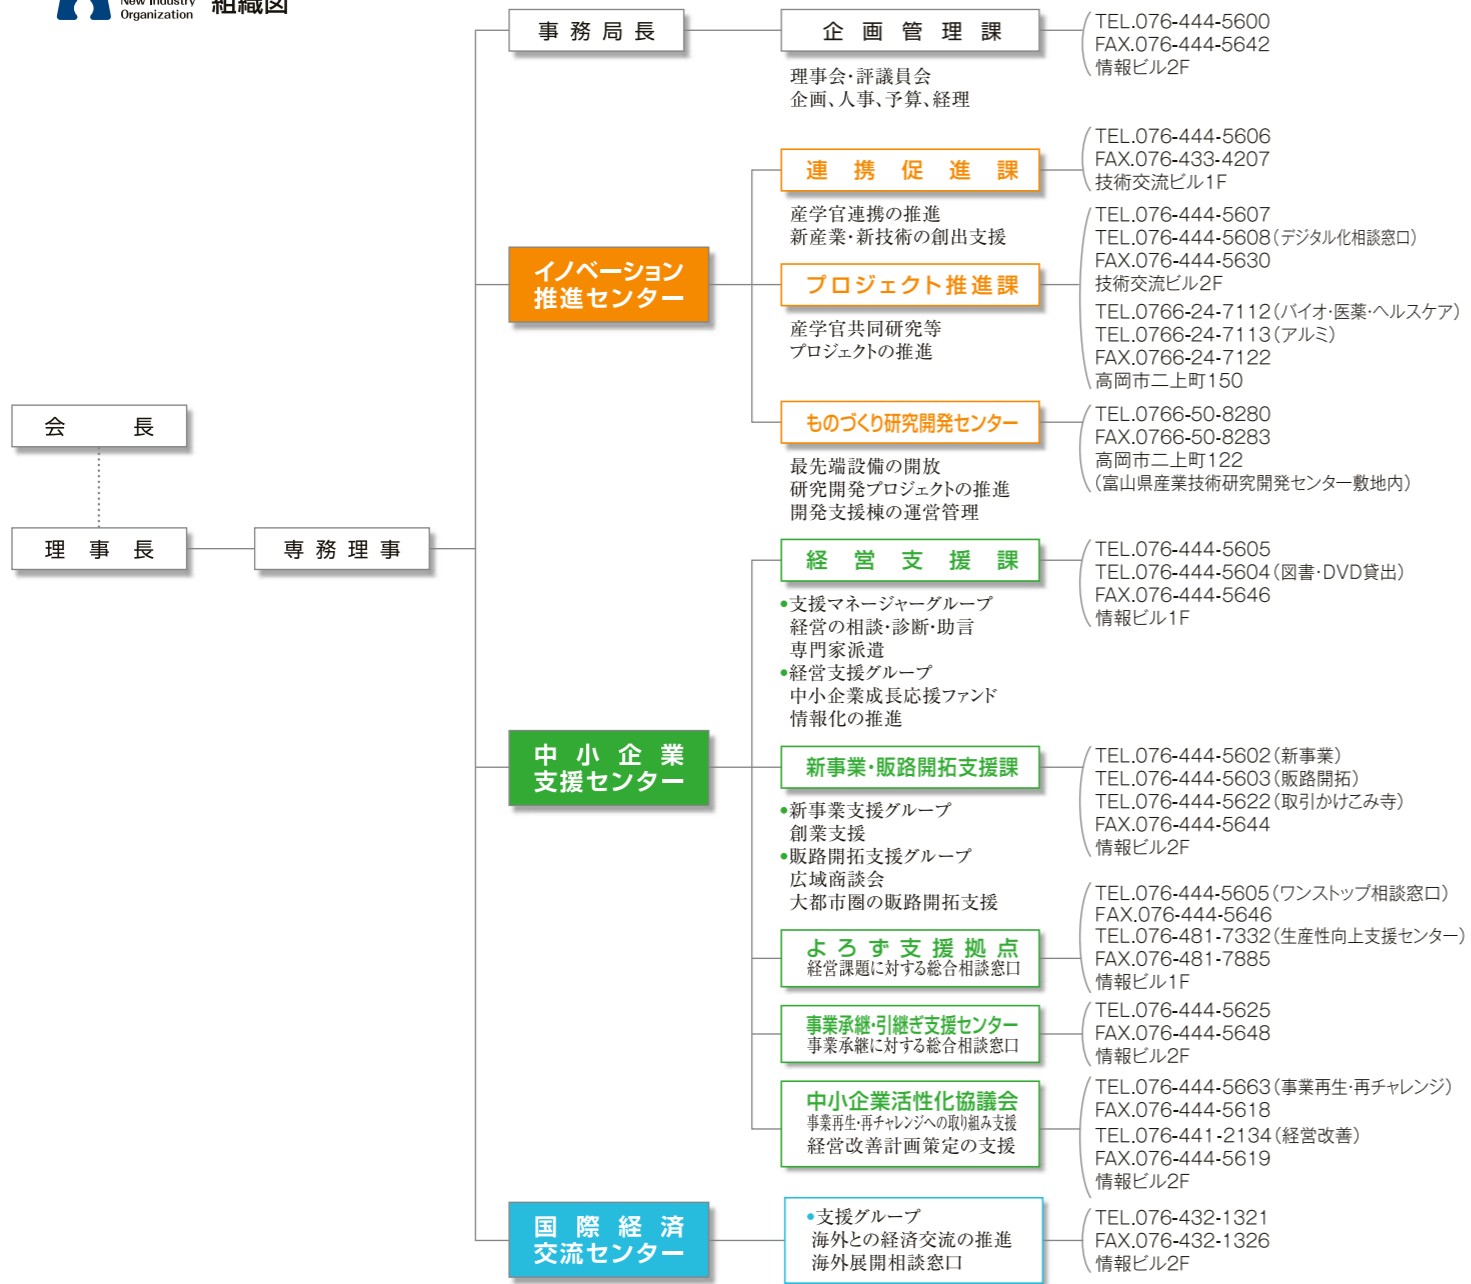 New Industry
Organization
組織図
会長
理事長
専務理事
事務局長
企画管理課
理事会・評議員会
企画、人事、予算、経理
TEL.076-444-5600
FAX.076-444-5642
情報ビル2F
イノベーション
推進センター
連携促進課
産学官連携の推進
新産業・新技術の創出支援
TEL.076-444-5606
FAX.076-433-4207
技術交流ビル1F
プロジェクト推進課
産学官共同研究等
プロジェクトの推進
TEL.076-444-5607
TEL.076-444-5608(デジタル化相談窓口)
FAX.076-444-5630
技術交流ビル2F
TEL.0766-24-7112(バイオ・医薬・ヘルスケア)
TEL.0766-24-7113(アルミ)
FAX.0766-24-7122
高岡市二上町150
ものづくり研究開発センター
最先端設備の開放
研究開発プロジェクトの推進
開発支援棟の運営管理
TEL.0766-50-8280
FAX.0766-50-8283
高岡市二上町122
(富山県産業技術研究開発センター敷地内)
中小企業
支援センター
経営支援課
•支援マネージャーグループ
経営の相談・診断・助言
専門家派遣
•経営支援グループ
中小企業成長応援ファンド
情報化の推進
TEL.076-444-5605
TEL.076-444-5604(図書・DVD貸出)
FAX.076-444-5646
情報ビル1F
新事業・販路開拓支援課
•新事業支援グループ
創業支援
•販路開拓支援グループ
広域商談会
大都市圏の販路開拓支援
TEL.076-444-5602(新事業)
TEL.076-444-5603(販路開拓)
TEL.076-444-5622(取引かけこみ寺)
FAX.076-444-5644
情報ビル2F
よろず支援拠点
経営課題に対する総合相談窓口
TEL.076-444-5605(ワンストップ相談窓口)
FAX.076-444-5646
TEL.076-481-7332(生産性向上支援センター)
FAX.076-481-7885
情報ビル1F
事業承継・引継ぎ支援センター
事業承継に対する総合相談窓口
TEL.076-444-5625
FAX.076-444-5648
情報ビル2F
中小企業活性化協議会
事業再生・再チャレンジへの取り組み支援
経営改善計画策定の支援
TEL.076-444-5663(事業再生・再チャレンジ)
FAX.076-444-5618
TEL.076-441-2134(経営改善)
FAX.076-444-5619
情報ビル2F
国際経済
交流センター
•支援グループ
海外との経済交流の推進
海外展開相談窓口
TEL.076-432-1321
FAX.076-432-1326
情報ビル2F